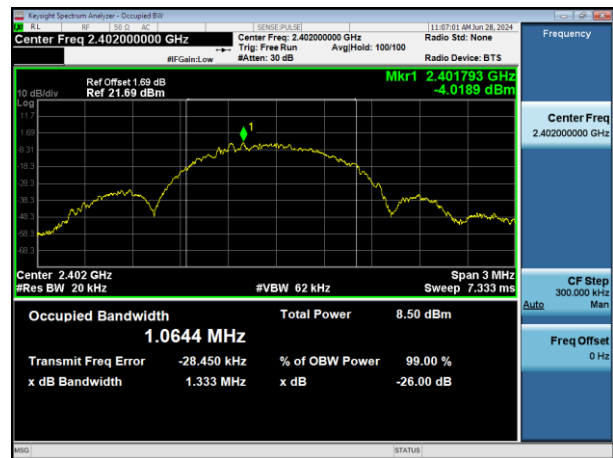 Keysight Spectrum Analyzer - Occupied BW
RL RF 50 Ω AC SENSE:PULSE 11:07:01 AM Jun 28, 2024
Center Freq 2.402000000 GHz Center Freq: 2.402000000 GHz Radio Std: None
Trig: Free Run Avg|Hold: 100/100
#IFGain:Low #Atten: 30 dB Radio Device: BTS
Frequency
Ref Offset 1.69 dB Mkr1 2.401793 GHz
10 dB/div Ref 21.69 dBm -4.0189 dBm
Log
11.7
1.69
-8.31
-18.3
-28.3
-38.3
-48.3
-58.3
-68.3
1
Center 2.402 GHz Span 3 MHz
#Res BW 20 kHz #VBW 62 kHz Sweep 7.333 ms
Occupied Bandwidth Total Power 8.50 dBm
1.0644 MHz
Transmit Freq Error -28.450 kHz % of OBW Power 99.00 %
x dB Bandwidth 1.333 MHz x dB -26.00 dB
Center Freq
2.402000000 GHz
CF Step
300.000 kHz
Auto Man
Freq Offset
0 Hz
MSG STATUS